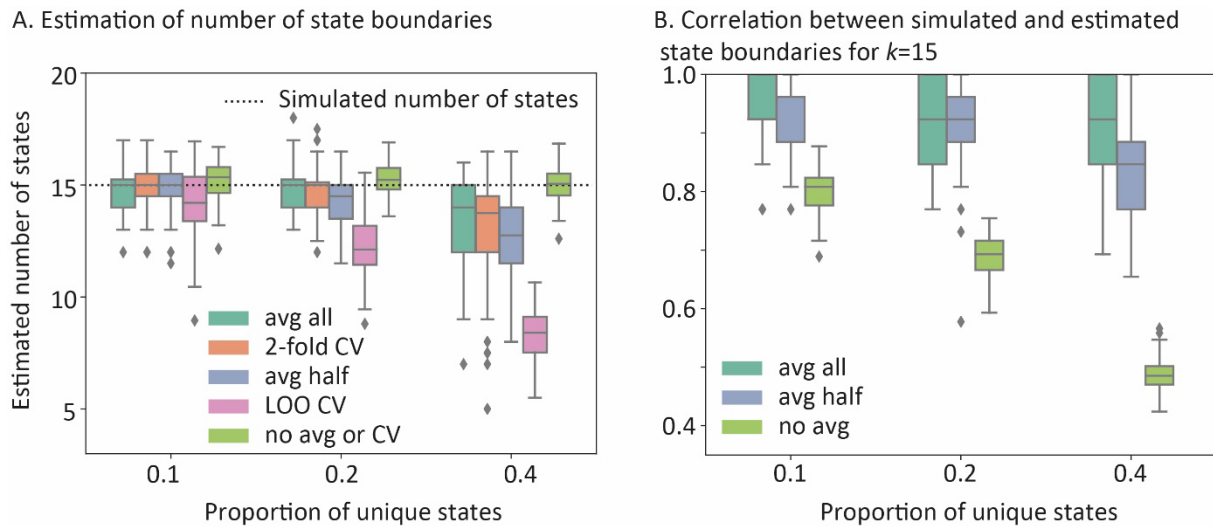 A. Estimation of number of state boundaries
Estimated number of states
20
15
10
5
Simulated number of states
avg all
2-fold CV
avg half
LOO CV
no avg or CV
0.1
0.2
0.4
Proportion of unique states
B. Correlation between simulated and estimated
state boundaries for k=15
1.0
0.8
0.6
0.4
avg all
avg half
no avg
0.1
0.2
0.4
Proportion of unique states